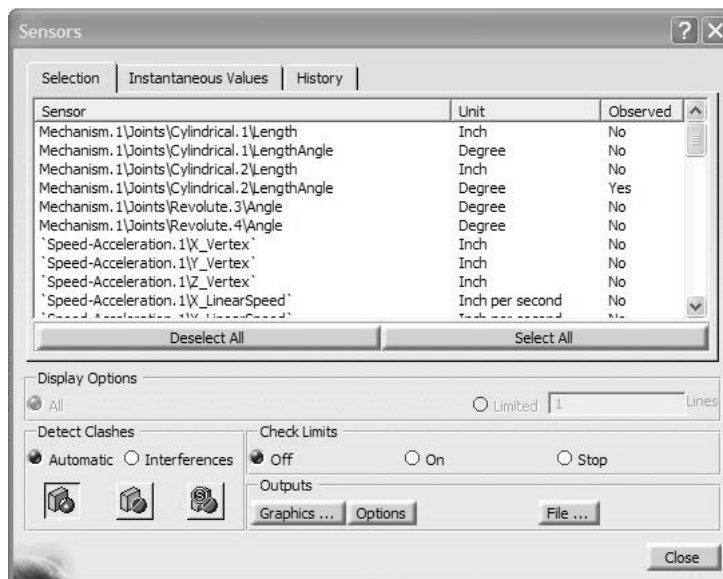 Sensors
Selection Instantaneous Values History
Sensor Unit Observed
Mechanism.1\Joints\Cylindrical.1\Length Inch No
Mechanism.1\Joints\Cylindrical.1\LengthAngle Degree No
Mechanism.1\Joints\Cylindrical.2\Length Inch No
Mechanism.1\Joints\Cylindrical.2\LengthAngle Degree Yes
Mechanism.1\Joints\Revolute.3\Angle Degree No
Mechanism.1\Joints\Revolute.4\Angle Degree No
`Speed-Acceleration.1\X_Vertex` Inch No
`Speed-Acceleration.1\Y_Vertex` Inch No
`Speed-Acceleration.1\Z_Vertex` Inch No
`Speed-Acceleration.1\X_LinearSpeed` Inch per second No
Deselect All Select All
Display Options
All Limited 1 Lines
Detect Clashes Check Limits
Automatic Interferences Off On Stop
Outputs
Graphics ... Options File ...
Close